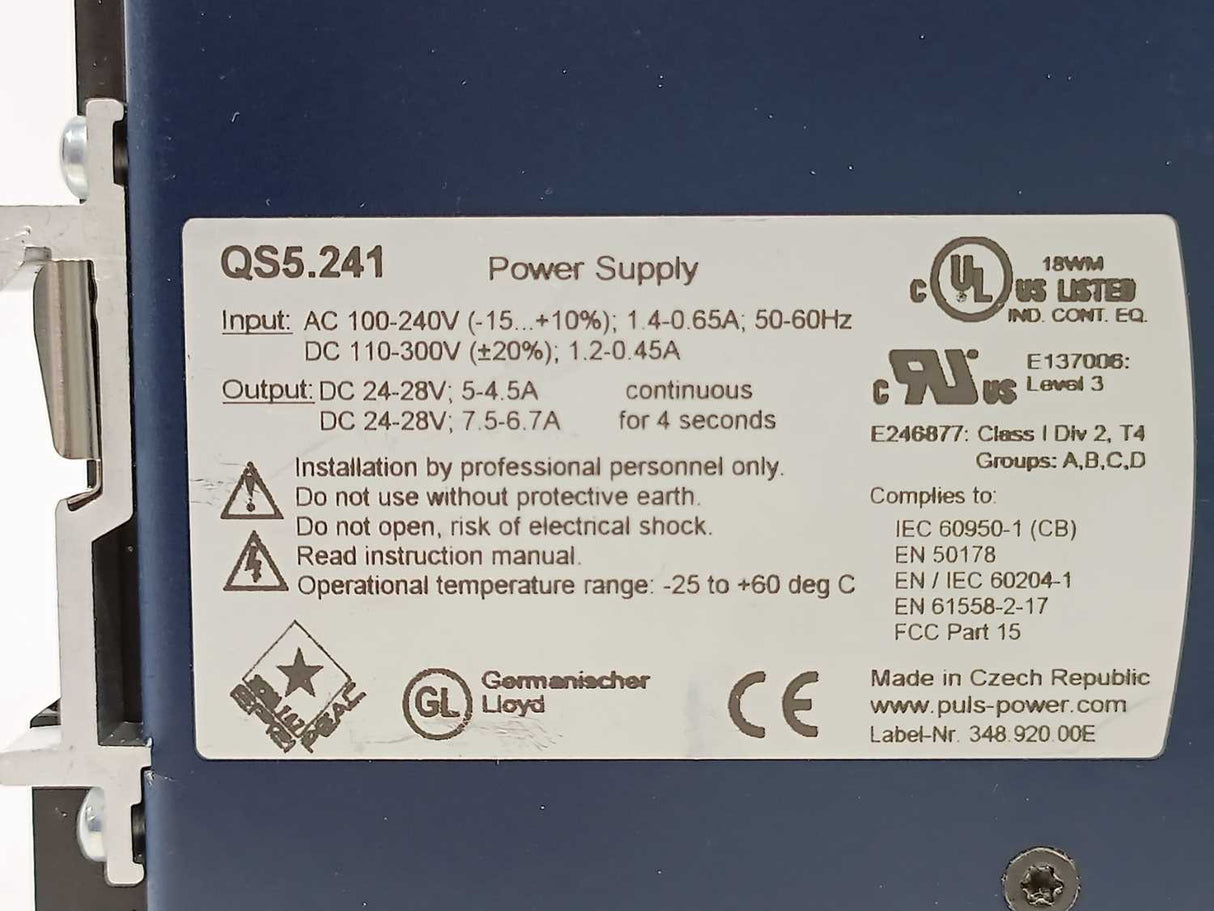 QS5.241 Power Supply
Input: AC 100-240V (-15...+10%); 1.4-0.65A; 50-60Hz
DC 110-300V (±20%); 1.2-0.45A
Output: DC 24-28V; 5-4.5A continuous
DC 24-28V; 7.5-6.7A for 4 seconds
Installation by professional personnel only.
Do not use without protective earth.
Do not open, risk of electrical shock.
Read instruction manual.
Operational temperature range: -25 to +60 deg C
GL Germanischer
Lloyd
CE
C UL US LISTED
18WM
IND. CONT. EQ.
c RU US
E137006:
Level 3
E246877: Class I Div 2, T4
Groups: A,B,C,D
Complies to:
IEC 60950-1 (CB)
EN 50178
EN / IEC 60204-1
EN 61558-2-17
FCC Part 15
Made in Czech Republic
www.puls-power.com
Label-Nr. 348.920.00E